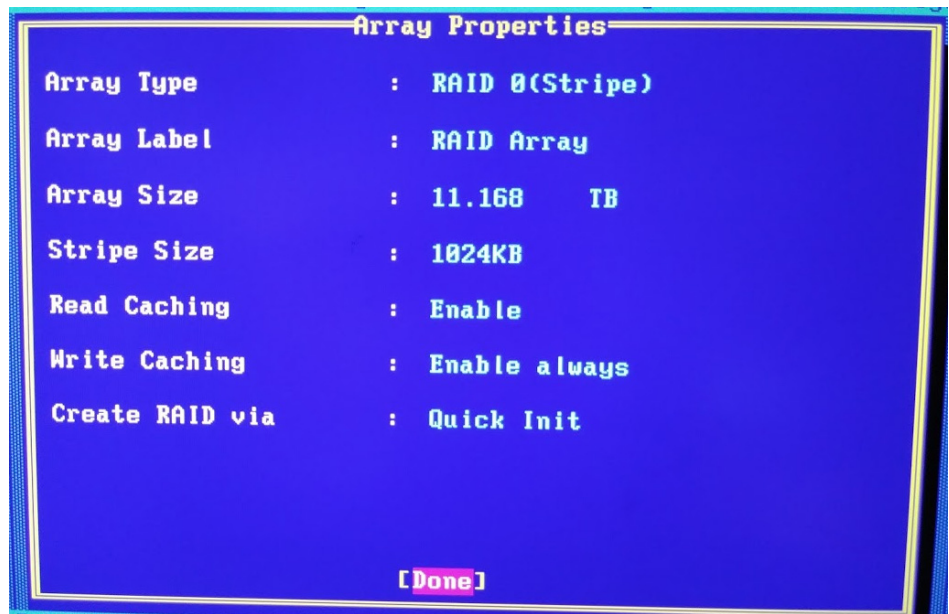 Array Properties
Array Type : RAID 0(Stripe)
Array Label : RAID Array
Array Size : 11.168 TB
Stripe Size : 1024KB
Read Caching : Enable
Write Caching : Enable always
Create RAID via : Quick Init
[Done]